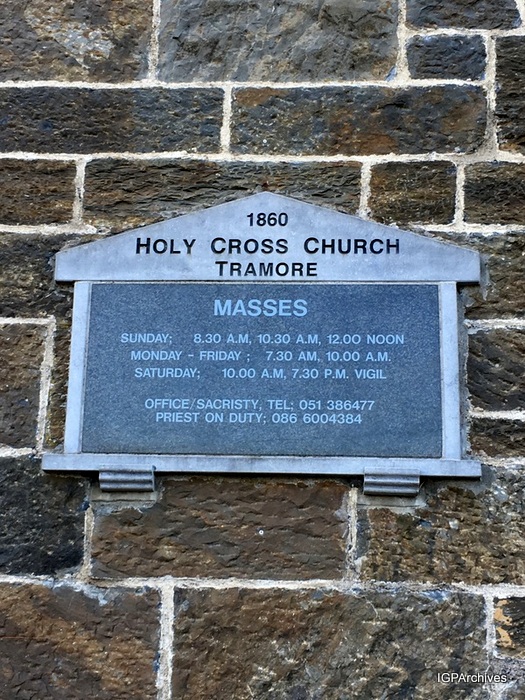 1860
HOLY CROSS CHURCH
TRAMORE
MASSES
SUNDAY; 8.30 A.M, 10.30 A.M, 12.00 NOON
MONDAY - FRIDAY ; 7.30 AM, 10.00 A.M.
SATURDAY; 10.00 A.M, 7.30 P.M. VIGIL
OFFICE/SACRISTY, TEL; 051 386477
PRIEST ON DUTY; 086 6004384
IGPArchives